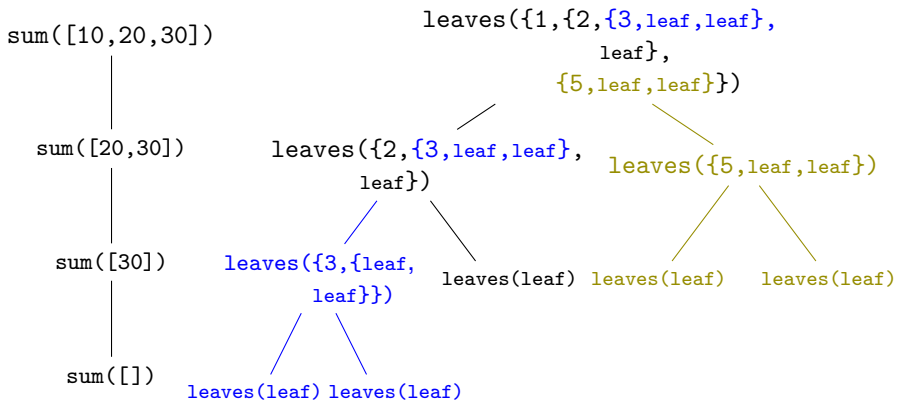 sum([10,20,30])
sum([20,30])
sum([30])
sum([])
leaves({1,{2,{3,leaf,leaf},
leaf},
{5,leaf,leaf}})
leaves({2,{3,leaf,leaf},
leaf})
leaves({5,leaf,leaf})
leaves({3,{leaf,
leaf}})
leaves(leaf)
leaves(leaf)
leaves(leaf)
leaves(leaf)
leaves(leaf)